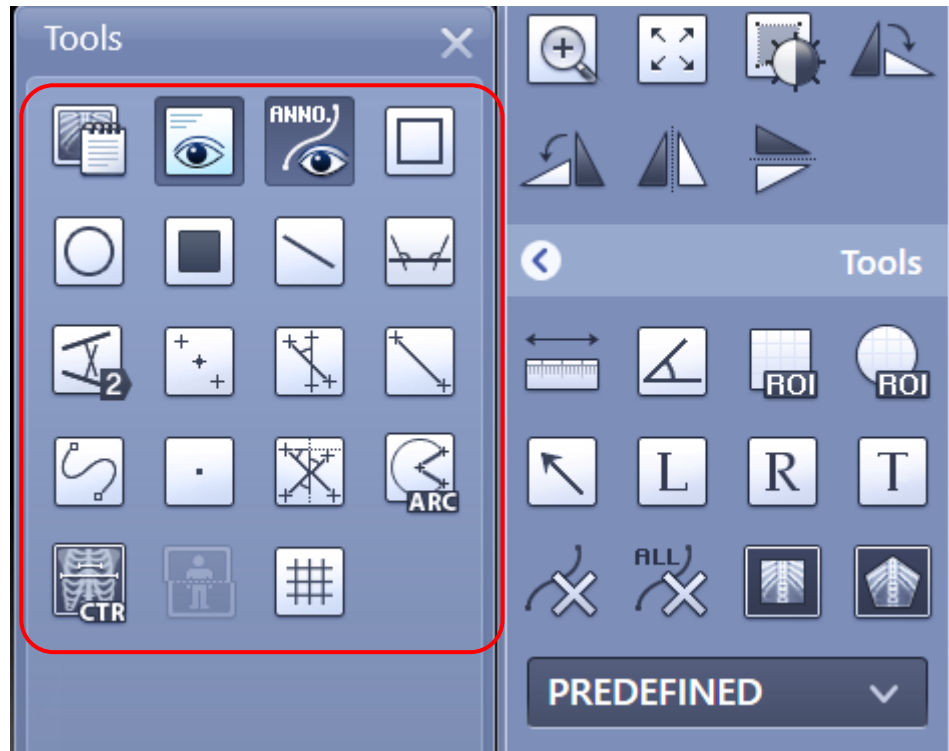 Tools
ANNO.
2
ARC
CTR
Tools
ROI
ROI
L
R
T
ALL
PREDEFINED